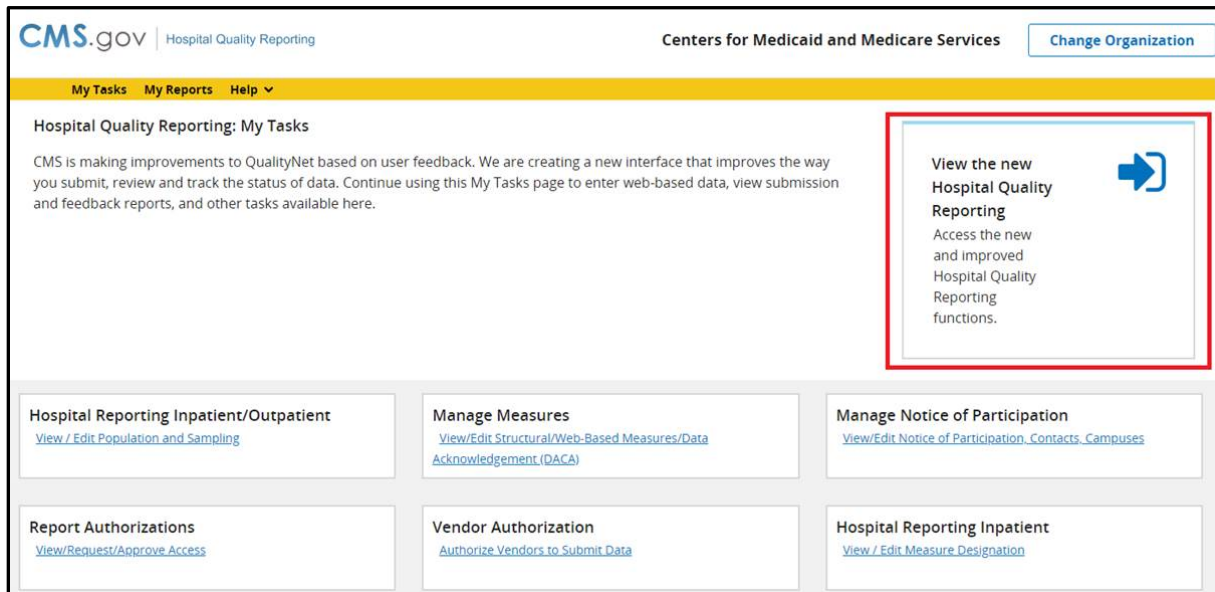 CMS.gov | Hospital Quality Reporting
Centers for Medicaid and Medicare Services
Change Organization
My Tasks My Reports Help
Hospital Quality Reporting: My Tasks
CMS is making improvements to QualityNet based on user feedback. We are creating a new interface that improves the way
you submit, review and track the status of data. Continue using this My Tasks page to enter web-based data, view submission
and feedback reports, and other tasks available here.
View the new
Hospital Quality
Reporting
Access the new
and improved
Hospital Quality
Reporting
functions.
Hospital Reporting Inpatient/Outpatient
View / Edit Population and Sampling
Manage Measures
View/Edit Structural/Web-Based Measures/Data
Acknowledgement (DACA)
Manage Notice of Participation
View/Edit Notice of Participation, Contacts, Campuses
Report Authorizations
View/Request/Approve Access
Vendor Authorization
Authorize Vendors to Submit Data
Hospital Reporting Inpatient
View / Edit Measure Designation